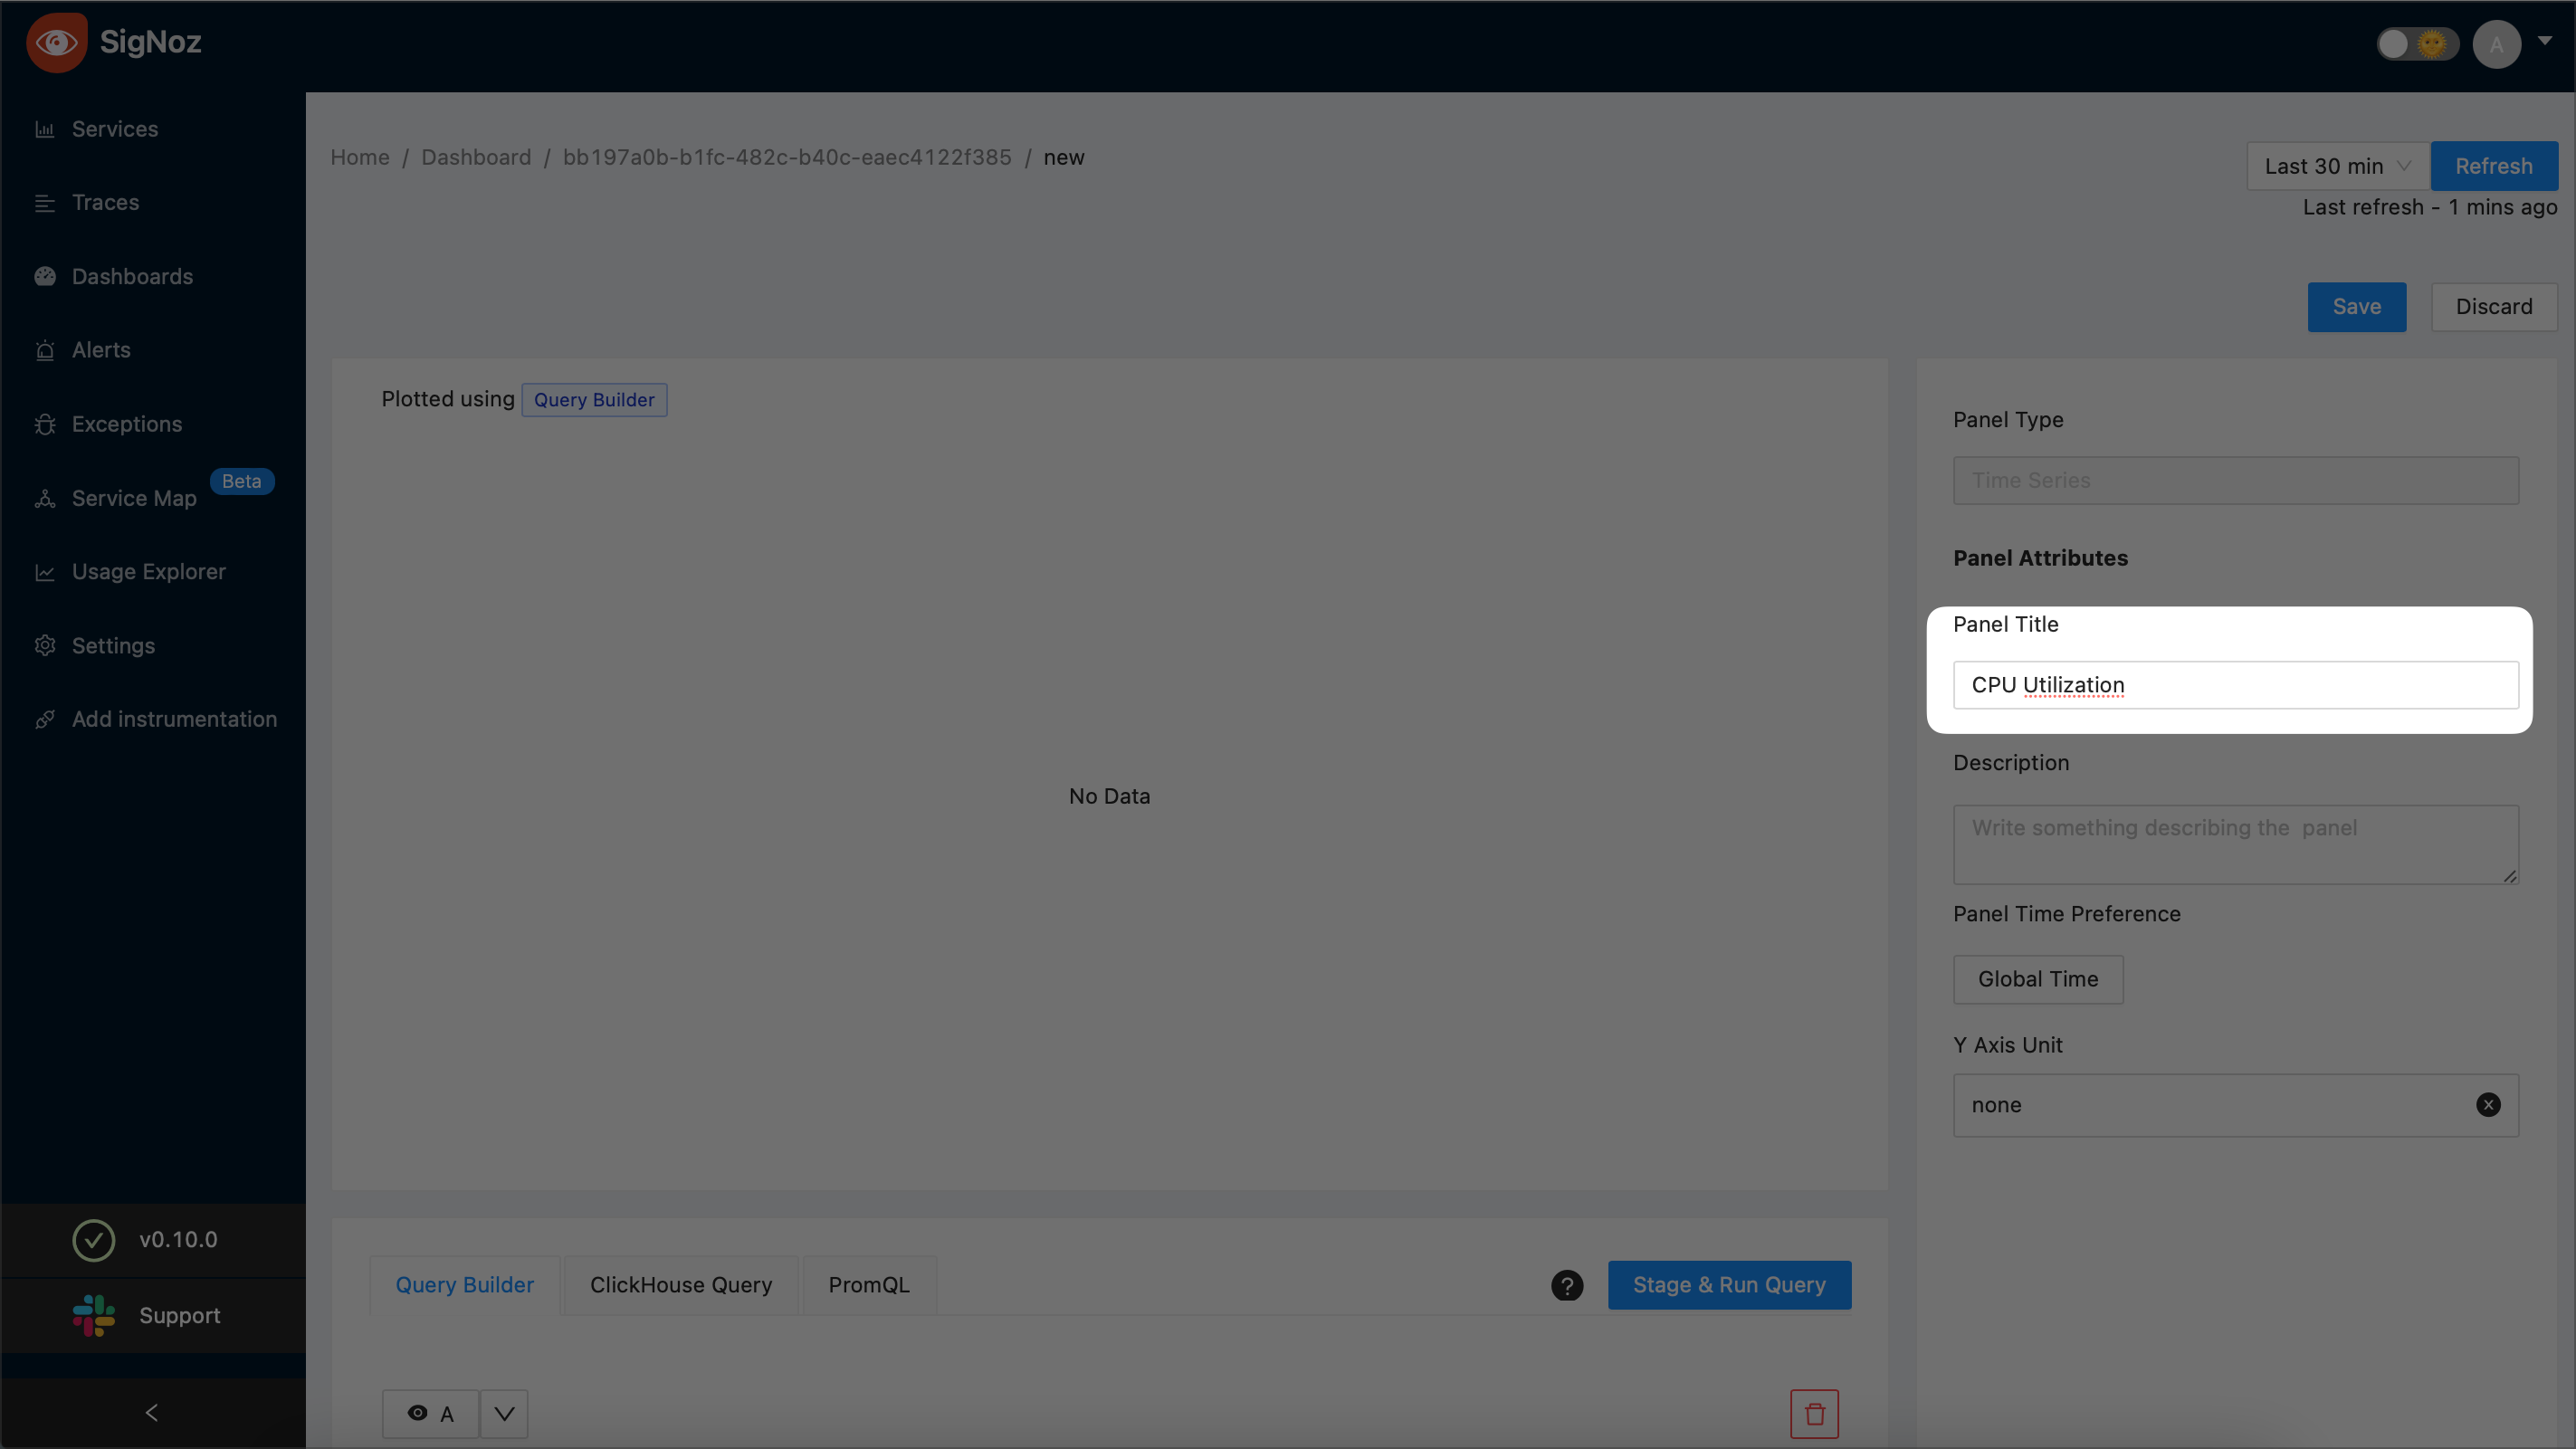 SigNoz
A
Services
Traces
Dashboards
Alerts
Exceptions
Service Map
Beta
Usage Explorer
Settings
Add instrumentation
v0.10.0
Support
Home / Dashboard / bb197a0b-b1fc-482c-b40c-eaec4122f385 / new
Last 30 min
Refresh
Last refresh - 1 mins ago
Save
Discard
Plotted using Query Builder
No Data
Query Builder
ClickHouse Query
PromQL
?
Stage & Run Query
A
Panel Type
Time Series
Panel Attributes
Panel Title
CPU Utilization
Description
Write something describing the  panel
Panel Time Preference
Global Time
Y Axis Unit
none